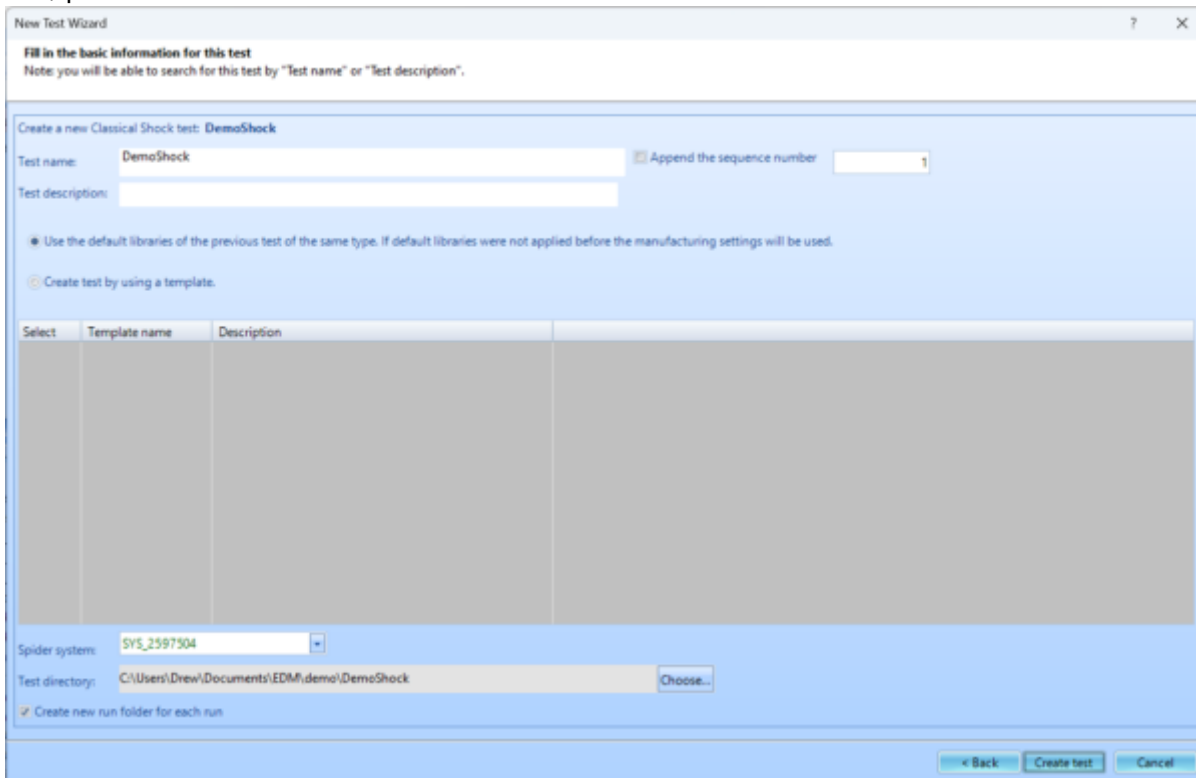 New Test Wizard ? X
Fill in the basic information for this test
Note: you will be able to search for this test by "Test name" or "Test description".
Create a new Classical Shock test: DemoShock
Test name: DemoShock Append the sequence number 1
Test description:
Use the default libraries of the previous test of the same type. If default libraries were not applied before the manufacturing settings will be used.
Create test by using a template.
Select Template name Description
Spider system: SYS_2597504
Test directory: C:\Users\Drew\Documents\EDM\demo\DemoShock Choose...
Create new run folder for each run
< Back Create test Cancel